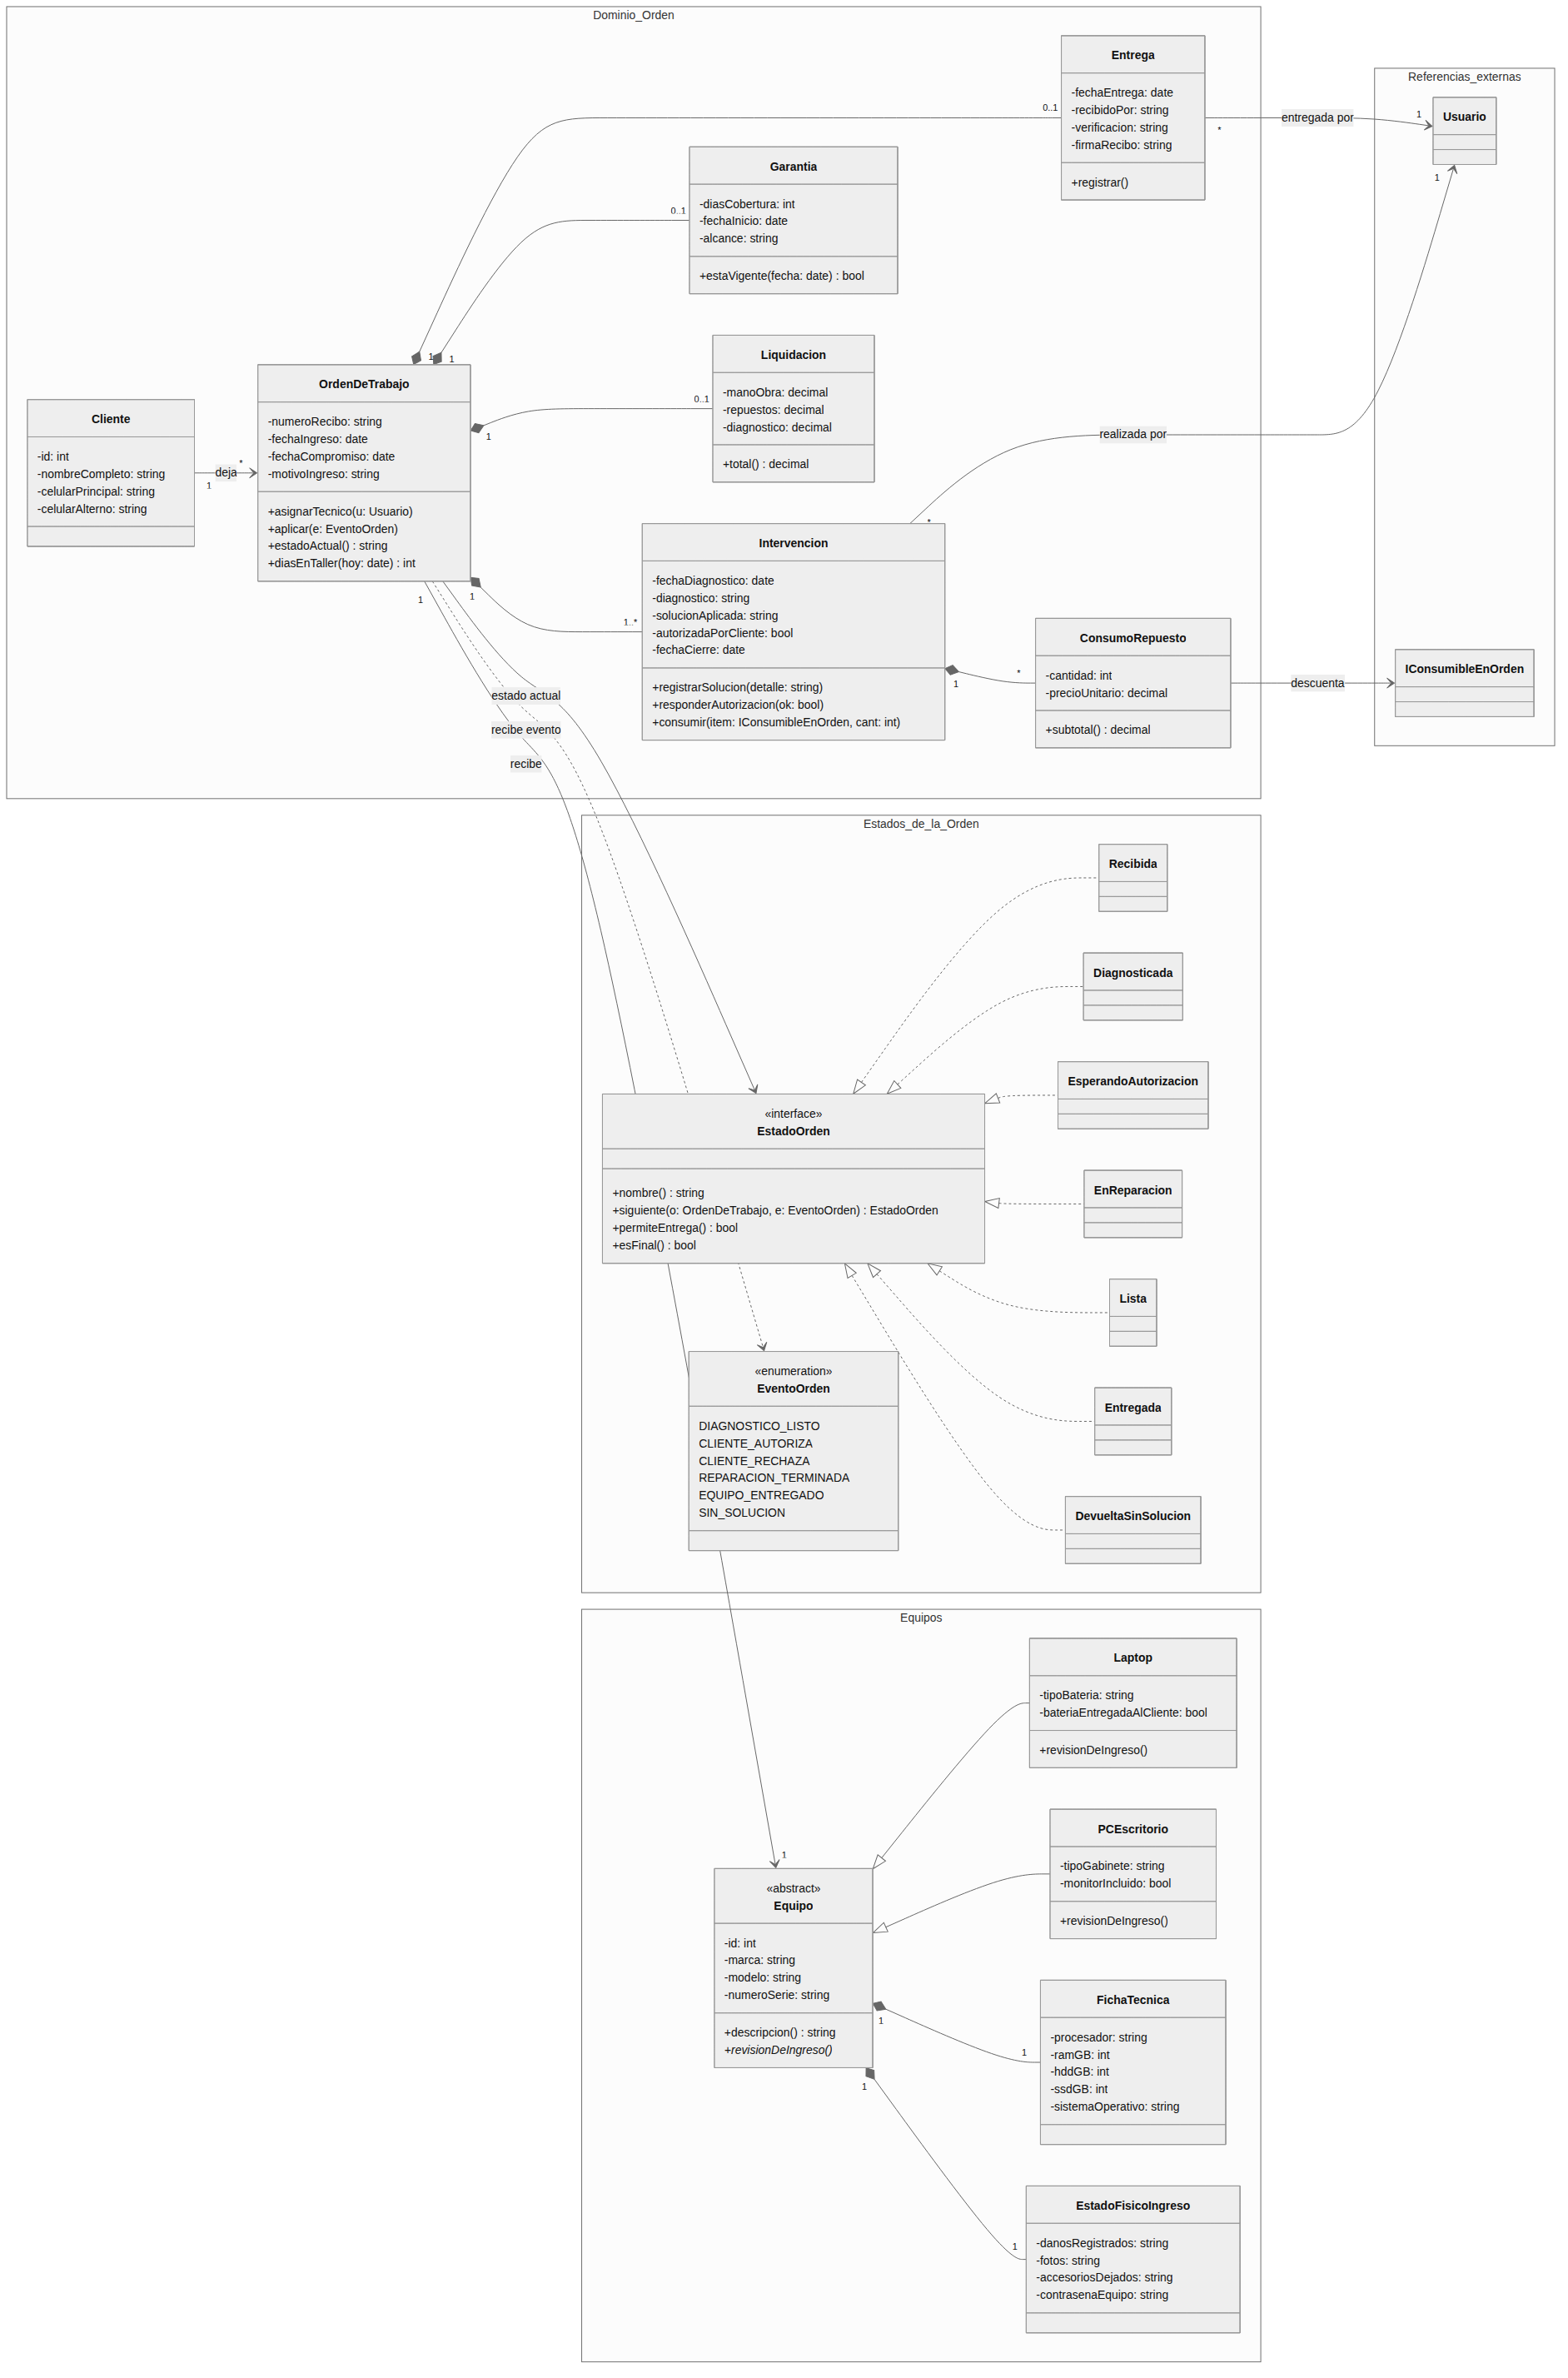 Dominio_Orden
Entrega
-fechaEntrega: date
-recibidoPor: string
-verificacion: string
-firmaRecibo: string
+registrar()
0..1
*
entregada por
1
Referencias_externas
Usuario
1
Garantia
-diasCobertura: int
-fechaInicio: date
-alcance: string
+estaVigente(fecha: date) : bool
0..1
1
1
Liquidacion
-manoObra: decimal
-repuestos: decimal
-diagnostico: decimal
+total() : decimal
0..1
1
Cliente
-id: int
-nombreCompleto: string
-celularPrincipal: string
-celularAlterno: string
1
deja
*
OrdenDeTrabajo
-numeroRecibo: string
-fechaIngreso: date
-fechaCompromiso: date
-motivoIngreso: string
+asignarTecnico(u: Usuario)
+aplicar(e: EventoOrden)
+estadoActual() : string
+diasEnTaller(hoy: date) : int
1
1
realizada por
*
Intervencion
-fechaDiagnostico: date
-diagnostico: string
-solucionAplicada: string
-autorizadaPorCliente: bool
-fechaCierre: date
+registrarSolucion(detalle: string)
+responderAutorizacion(ok: bool)
+consumir(item: IConsumibleEnOrden, cant: int)
1..*
1
*
ConsumoRepuesto
-cantidad: int
-precioUnitario: decimal
+subtotal() : decimal
descuenta
IConsumibleEnOrden
estado actual
recibe evento
recibe
Estados_de_la_Orden
Recibida
Diagnosticada
EsperandoAutorizacion
EnReparacion
Lista
Entregada
DevueltaSinSolucion
«interface»
EstadoOrden
+nombre() : string
+siguiente(o: OrdenDeTrabajo, e: EventoOrden) : EstadoOrden
+permiteEntrega() : bool
+esFinal() : bool
«enumeration»
EventoOrden
DIAGNOSTICO_LISTO
CLIENTE_AUTORIZA
CLIENTE_RECHAZA
REPARACION_TERMINADA
EQUIPO_ENTREGADO
SIN_SOLUCION
Equipos
Laptop
-tipoBateria: string
-bateriaEntregadaAlCliente: bool
+revisionDeIngreso()
PCEscritorio
-tipoGabinete: string
-monitorIncluido: bool
+revisionDeIngreso()
1
«abstract»
Equipo
-id: int
-marca: string
-modelo: string
-numeroSerie: string
+descripcion() : string
+revisionDeIngreso()
1
1
FichaTecnica
-procesador: string
-ramGB: int
-hddGB: int
-ssdGB: int
-sistemaOperativo: string
1
1
EstadoFisicoIngreso
-danosRegistrados: string
-fotos: string
-accesoriosDejados: string
-contrasenaEquipo: string